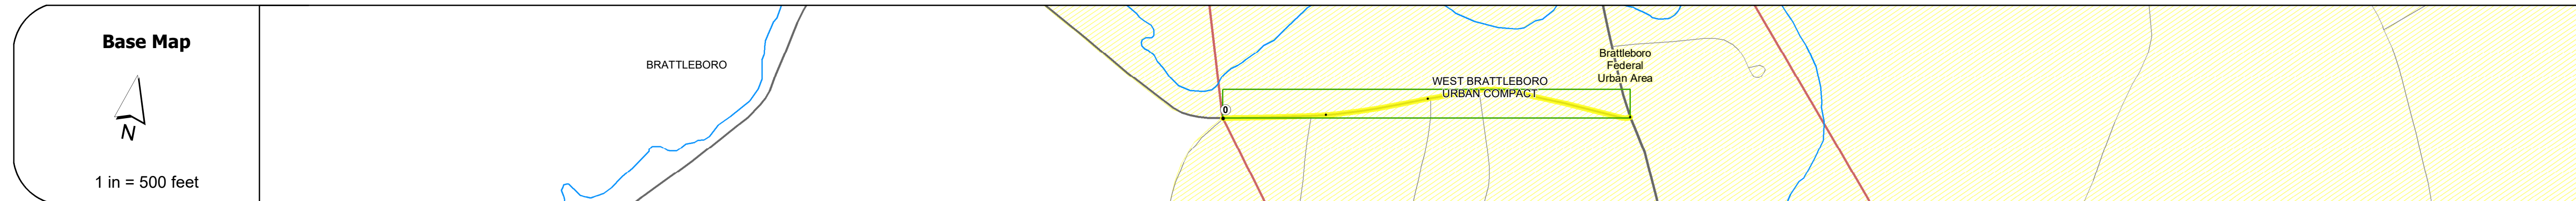 Base Map
N
1 in = 500 feet
BRATTLEBORO
0
WEST BRATTLEBORO
URBAN COMPACT
Brattleboro
Federal
Urban Area